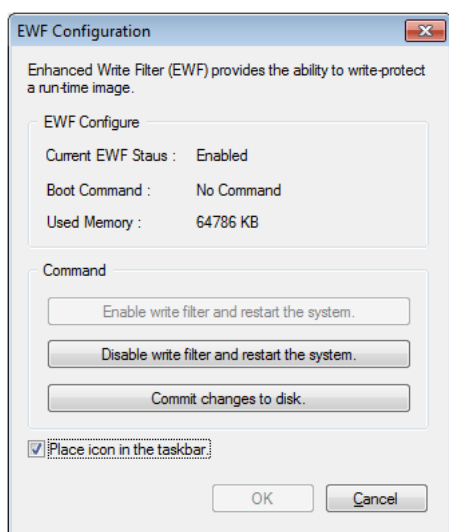 EWF Configuration
Enhanced Write Filter (EWF) provides the ability to write-protect
a run-time image.
EWF Configure
Current EWF Staus : Enabled
Boot Command : No Command
Used Memory : 64786 KB
Command
Enable write filter and restart the system.
Disable write filter and restart the system.
Commit changes to disk.
Place icon in the taskbar.
OK Cancel